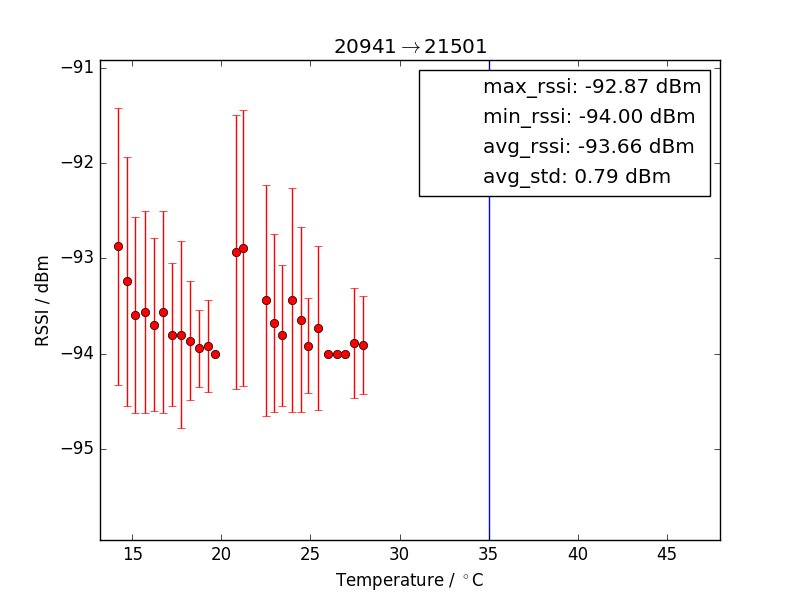 20941→21501
max_rssi: -92.87 dBm
min_rssi: -94.00 dBm
avg_rssi: -93.66 dBm
avg_std: 0.79 dBm
−91
−92
−93
−94
−95
RSSI / dBm
15 20 25 30 35 40 45
Temperature / °C